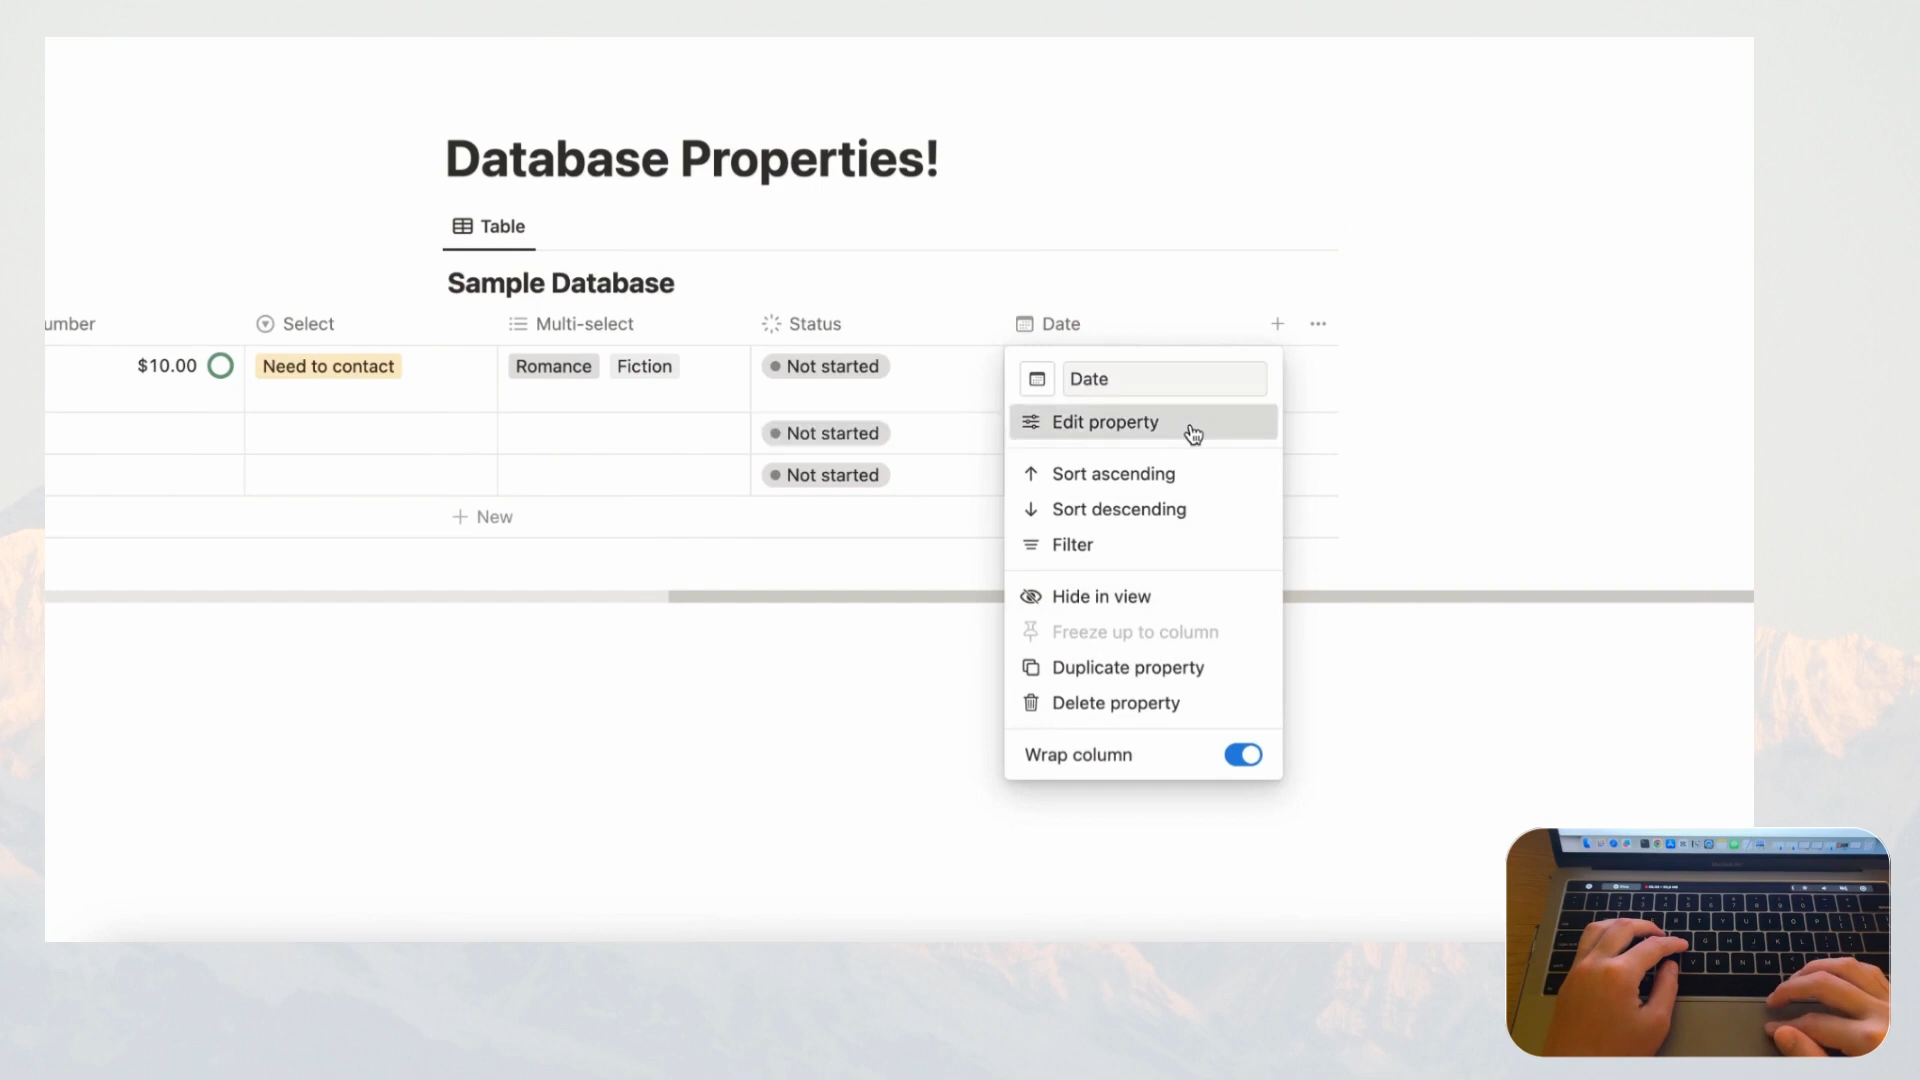 Database Properties!
Table
Sample Database
umber
Select
Multi-select
Status
Date
$10.00
Need to contact
Romance
Fiction
Not started
Not started
Not started
New
Date
Edit property
Sort ascending
Sort descending
Filter
Hide in view
Freeze up to column
Duplicate property
Delete property
Wrap column